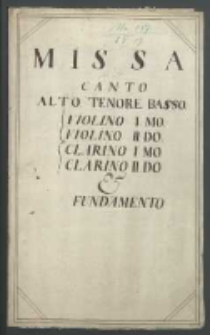 MISSA
CANTO
ALTO TENORE BASSO
VIOLINO I MO
VIOLINO II DO
CLARINO I MO
CLARINO II DO
&
FUNDAMENTO